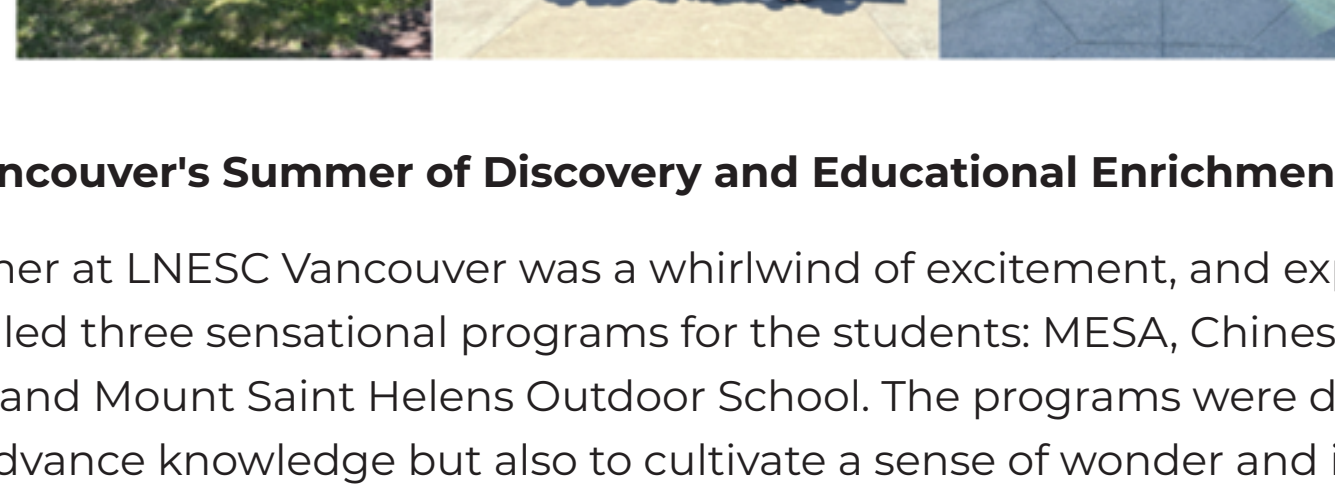 ncouver's Summer of Discovery and Educational Enrichmen
ner at LNESC Vancouver was a whirlwind of excitement, and exp
led three sensational programs for the students: MESA, Chines
and Mount Saint Helens Outdoor School. The programs were d
dvance knowledge but also to cultivate a sense of wonder and i